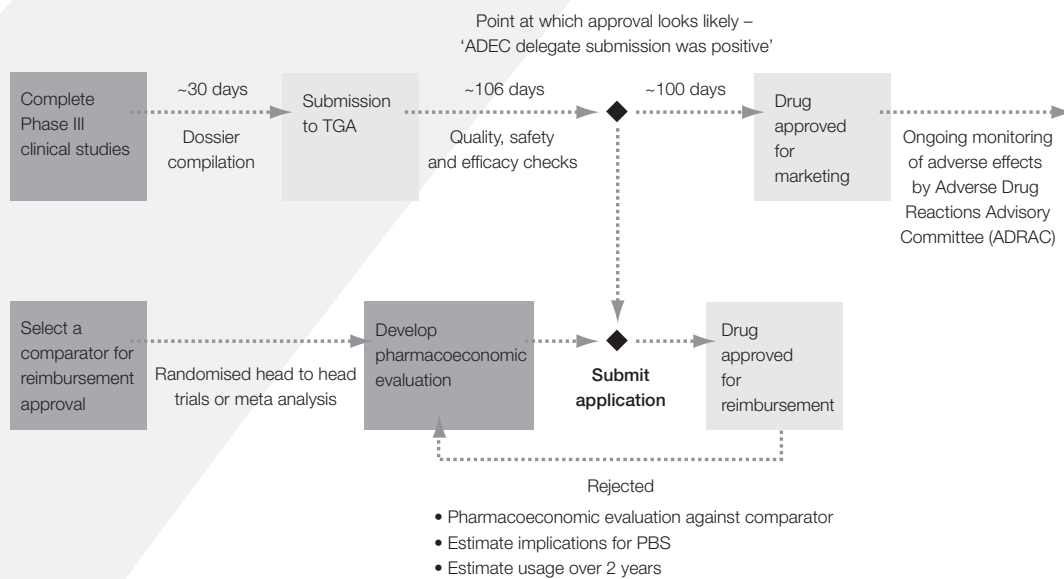 Point at which approval looks likely –
‘ADEC delegate submission was positive’
Complete
Phase III
clinical studies
~30 days
Dossier
compilation
Submission
to TGA
~106 days
Quality, safety
and efficacy checks
~100 days
Drug
approved
for
marketing
Ongoing monitoring
of adverse effects
by Adverse Drug
Reactions Advisory
Committee (ADRAC)
Select a
comparator for
reimbursement
approval
Randomised head to head
trials or meta analysis
Develop
pharmacoeconomic
evaluation
Submit
application
Drug
approved
for
reimbursement
Rejected
• Pharmacoeconomic evaluation against comparator
• Estimate implications for PBS
• Estimate usage over 2 years